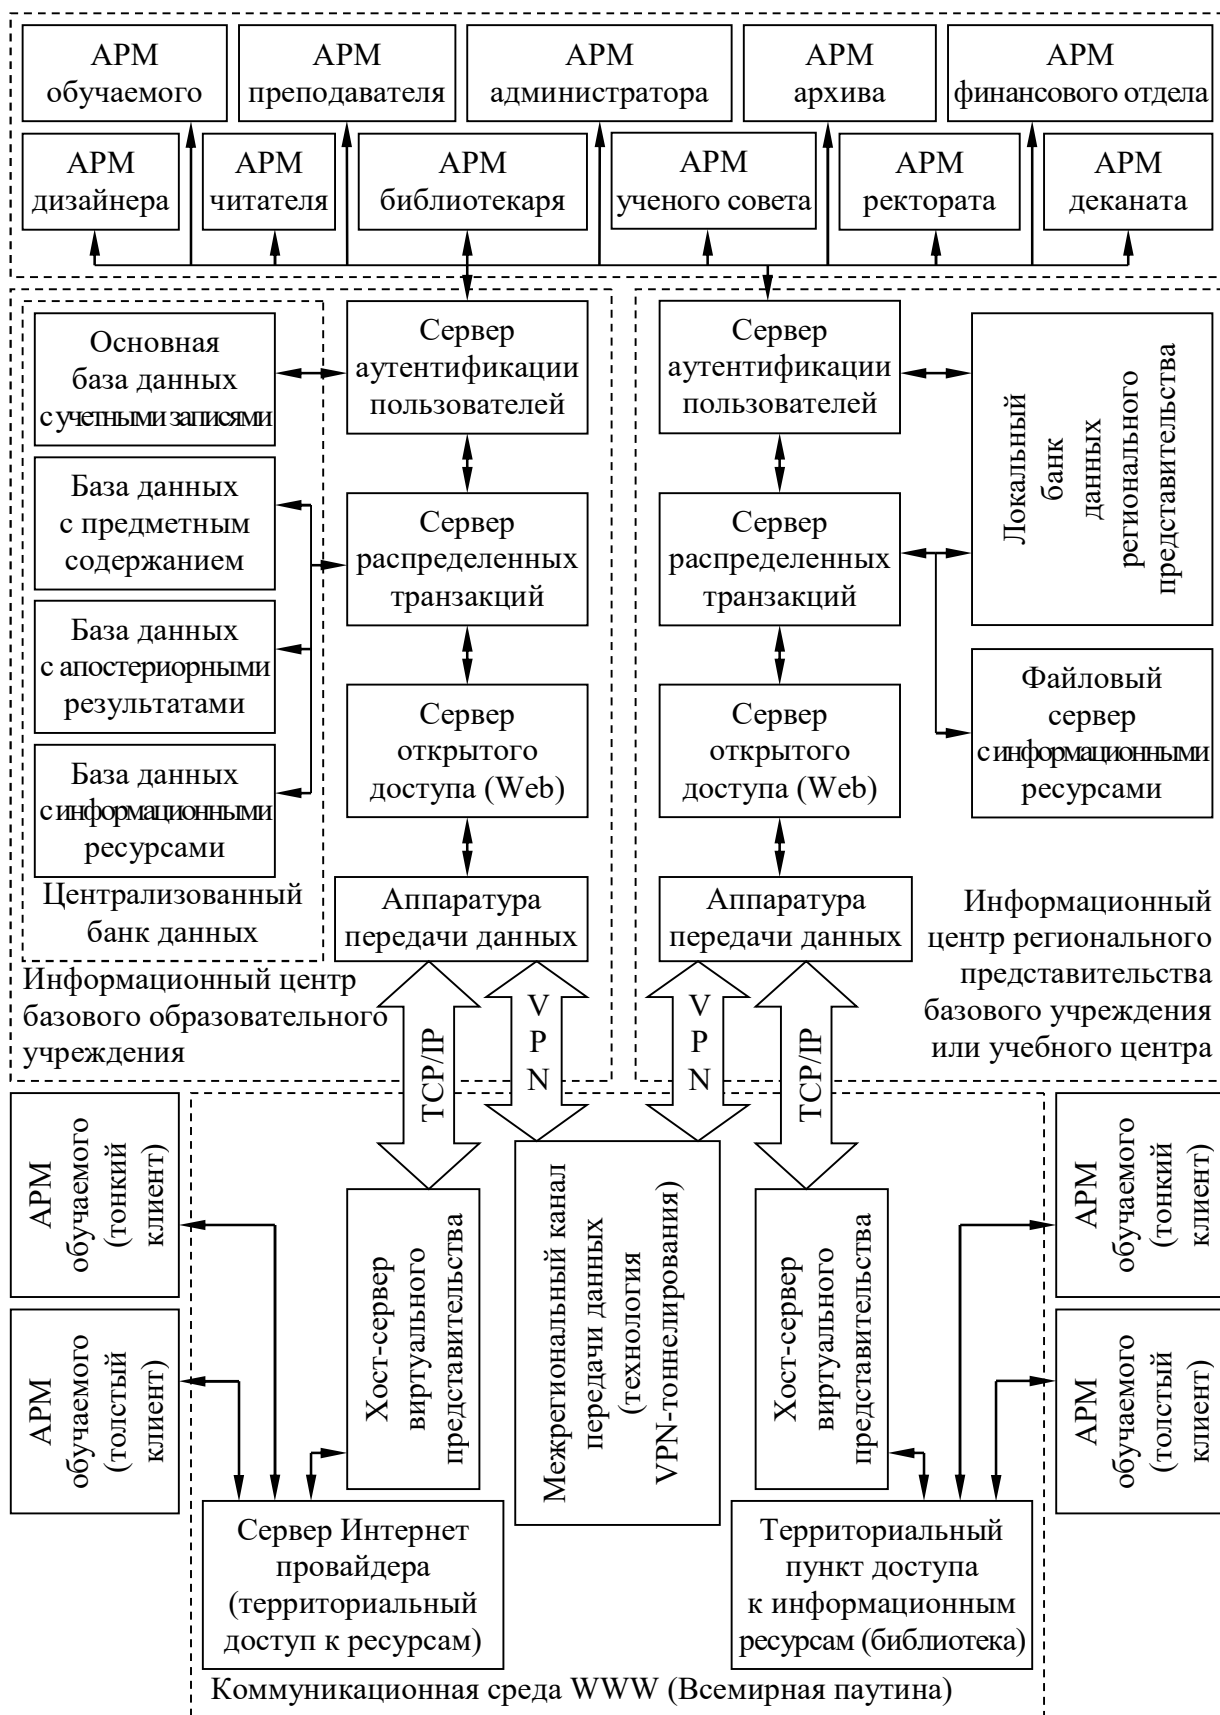 АРМ
обучаемого
АРМ
преподавателя
АРМ
администратора
АРМ
архива
АРМ
финансового отдела
АРМ
дизайнера
АРМ
читателя
АРМ
библиотекаря
АРМ
ученого совета
АРМ
ректората
АРМ
деканата
Основная
база данных
с учетными записями
База данных
с предметным
содержанием
База данных
с апостериорными
результатами
База данных
с информационными
ресурсами
Централизованный
банк данных
Сервер
аутентификации
пользователей
Сервер
распределенных
транзакций
Сервер
открытого
доступа (Web)
Аппаратура
передачи данных
Информационный центр
базового образовательного
учреждения
Сервер
аутентификации
пользователей
Сервер
распределенных
транзакций
Сервер
открытого
доступа (Web)
Аппаратура
передачи данных
Локальный
банк
данных
регионального
представительства
Файловый
сервер
с информационными
ресурсами
Информационный
центр регионального
представительства
базового учреждения
или учебного центра
TCP/IP
VPN
VPN
TCP/IP
АРМ
обучаемого
(тонкий
клиент)
АРМ
обучаемого
(толстый
клиент)
Хост-сервер
виртуального
представительства
Межрегиональный канал
передачи данных
(технология
VPN-тоннелирования)
Хост-сервер
виртуального
представительства
АРМ
обучаемого
(тонкий
клиент)
АРМ
обучаемого
(толстый
клиент)
Сервер Интернет
провайдера
(территориальный
доступ к ресурсам)
Территориальный
пункт доступа
к информационным
ресурсам (библиотека)
Коммуникационная среда WWW (Всемирная паутина)